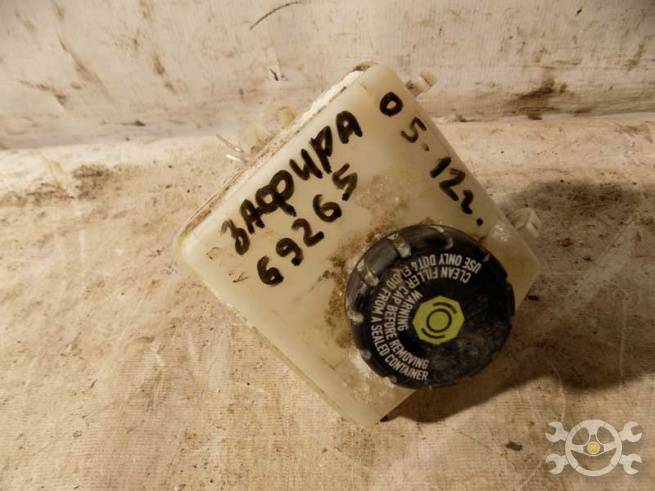 ЗАФИРА
69265
05-12г.
CLEAN FILLER CAP BEFORE REMOVING
USE ONLY DOT4 FLUID FROM A SEALED CONTAINER
WARNING